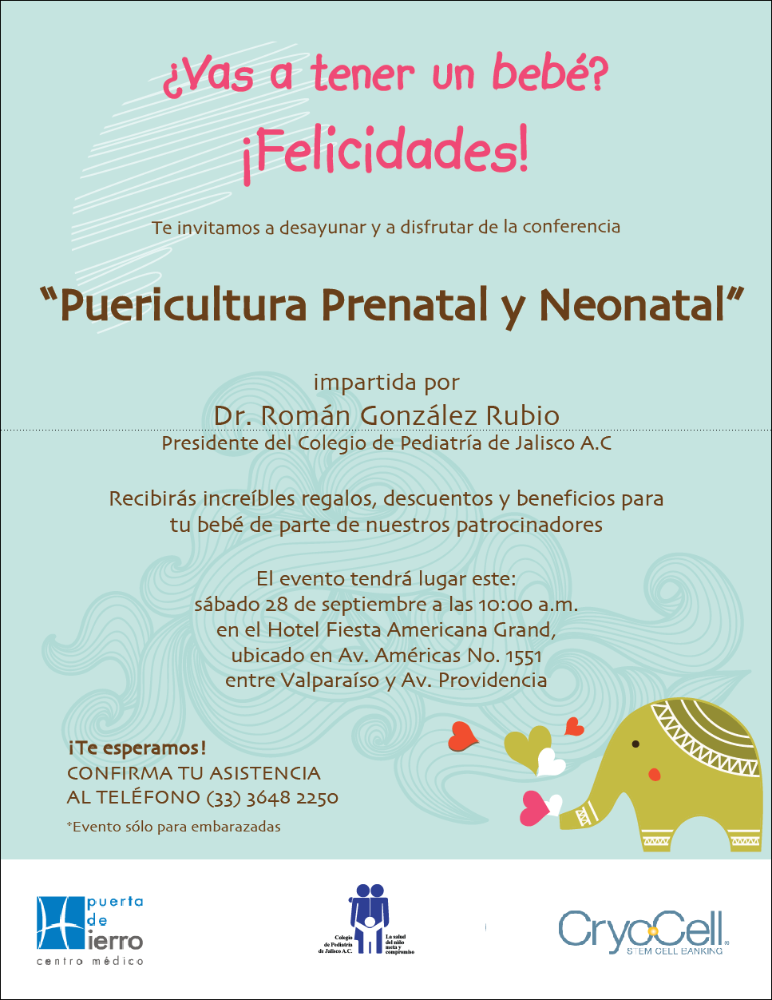 ¿Vas a tener un bebé?
¡Felicidades!
Te invitamos a desayunar y a disfrutar de la conferencia
“Puericultura Prenatal y Neonatal”
impartida por
Dr. Román González Rubio
Presidente del Colegio de Pediatría de Jalisco A.C
Recibirás increíbles regalos, descuentos y beneficios para
tu bebé de parte de nuestros patrocinadores
El evento tendrá lugar este:
sábado 28 de septiembre a las 10:00 a.m.
en el Hotel Fiesta Americana Grand,
ubicado en Av. Américas No. 1551
entre Valparaíso y Av. Providencia
¡Te esperamos!
CONFIRMA TU ASISTENCIA
AL TELÉFONO (33) 3648 2250
*Evento sólo para embarazadas
puerta
de
Hierro
centro médico
Colegio
de Pediatría
de Jalisco A.C.
La salud
del niño
meta y
compromiso
CryoCell®
STEM CELL BANKING